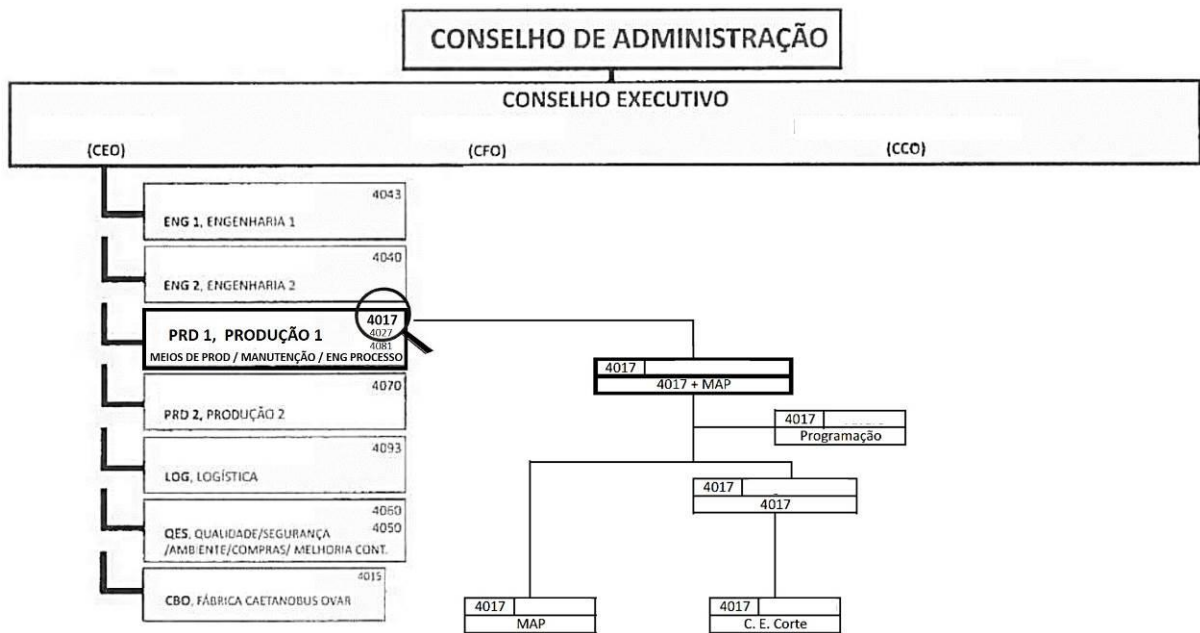 CONSELHO DE ADMINISTRAÇÃO
CONSELHO EXECUTIVO
(CEO) (CFO) (CCO)
4043
ENG 1, ENGENHARIA 1
4040
ENG 2, ENGENHARIA 2
4017
PRD 1, PRODUÇÃO 1
4027
4081
MEIOS DE PROD / MANUTENÇÃO / ENG PROCESSO
4070
PRD 2, PRODUÇÃO 2
4093
LOG, LOGÍSTICA
4060
QES, QUALIDADE/SEGURANÇA 4050
/AMBIENTE/COMPRAS/ MELHORIA CONT.
4015
CBO, FÁBRICA CAETANOBUS OVAR
4017
4017 + MAP
4017
Programação
4017
4017
4017
MAP
4017
C. E. Corte